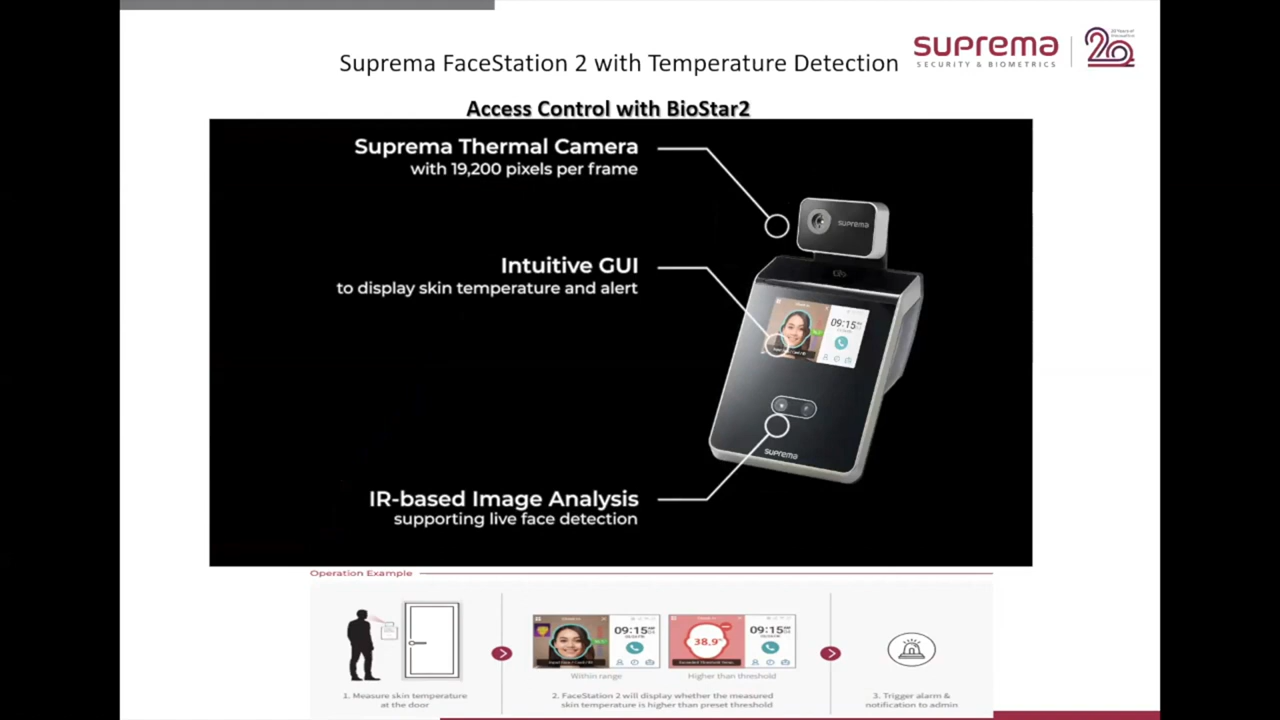 suprema
SECURITY & BIOMETRICS
20 Years of
Innovation
Suprema FaceStation 2 with Temperature Detection
Access Control with BioStar2
Suprema Thermal Camera
with 19,200 pixels per frame
suprema
Intuitive GUI
to display skin temperature and alert
09:15
suprema
IR-based Image Analysis
supporting live face detection
Operation Example
09:15
38.9°
09:15
Within range
Higher than threshold
1. Measure skin temperature
at the door
2. FaceStation 2 will display whether the measured
skin temperature is higher than preset threshold
3. Trigger alarm &
notification to admin